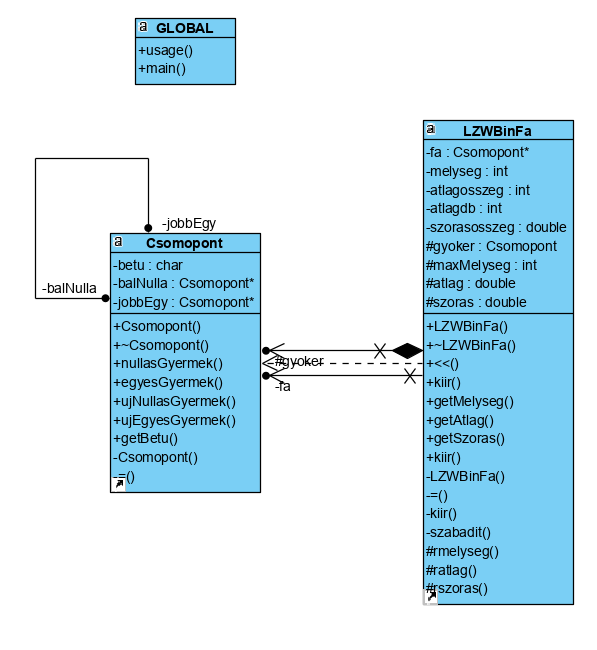 a
GLOBAL
+usage()
+main()
-jobbEgy
-balNulla
a
Csomopont
-betu : char
-balNulla : Csomopont*
-jobbEgy : Csomopont*
+Csomopont()
+~Csomopont()
+nullasGyermek()
+egyesGyermek()
+ujNullasGyermek()
+ujEgyesGyermek()
+getBetu()
-Csomopont()
-=()
-#gyoker
-fa
a
LZWBinFa
-fa : Csomopont*
-melyseg : int
-atlagosszeg : int
-atlagdb : int
-szorasosszeg : double
#gyoker : Csomopont
#maxMelyseg : int
#atlag : double
#szoras : double
+LZWBinFa()
+~LZWBinFa()
+<<()
+kiir()
+getMelyseg()
+getAtlag()
+getSzoras()
+kiir()
-LZWBinFa()
-=()
-kiir()
-szabadit()
#rmelyseg()
#ratlag()
#rszoras()